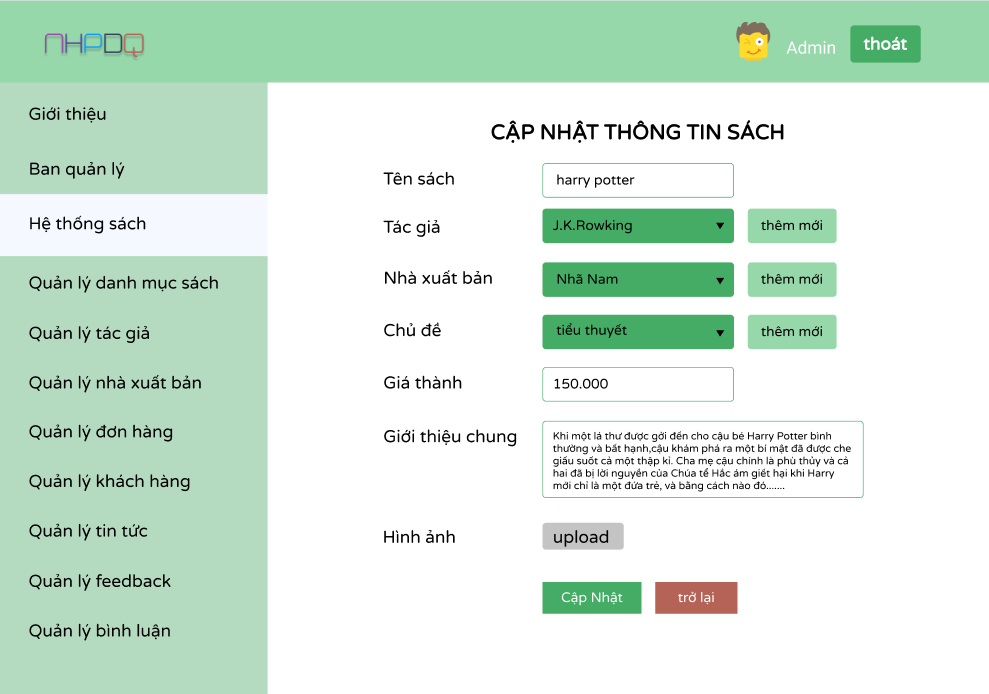 NHPDQ
Admin
thoát
Giới thiệu
Ban quản lý
Hệ thống sách
Quản lý danh mục sách
Quản lý tác giả
Quản lý nhà xuất bản
Quản lý đơn hàng
Quản lý khách hàng
Quản lý tin tức
Quản lý feedback
Quản lý bình luận
CẬP NHẬT THÔNG TIN SÁCH
Tên sách
harry potter
Tác giả
J.K.Rowking
thêm mới
Nhà xuất bản
Nhã Nam
thêm mới
Chủ đề
tiểu thuyết
thêm mới
Giá thành
150.000
Giới thiệu chung
Khi một lá thư được gởi đến cho cậu bé Harry Potter bình
thường và bất hạnh,cậu khám phá ra một bí mật đã được che
giấu suốt cả một thập kỉ. Cha mẹ cậu chính là phù thủy và cả
hai đã bị lời nguyền của Chúa tể Hắc ám giết hại khi Harry
mới chỉ là một đứa trẻ, và bằng cách nào đó.......
Hình ảnh
upload
Cập Nhật
trở lại